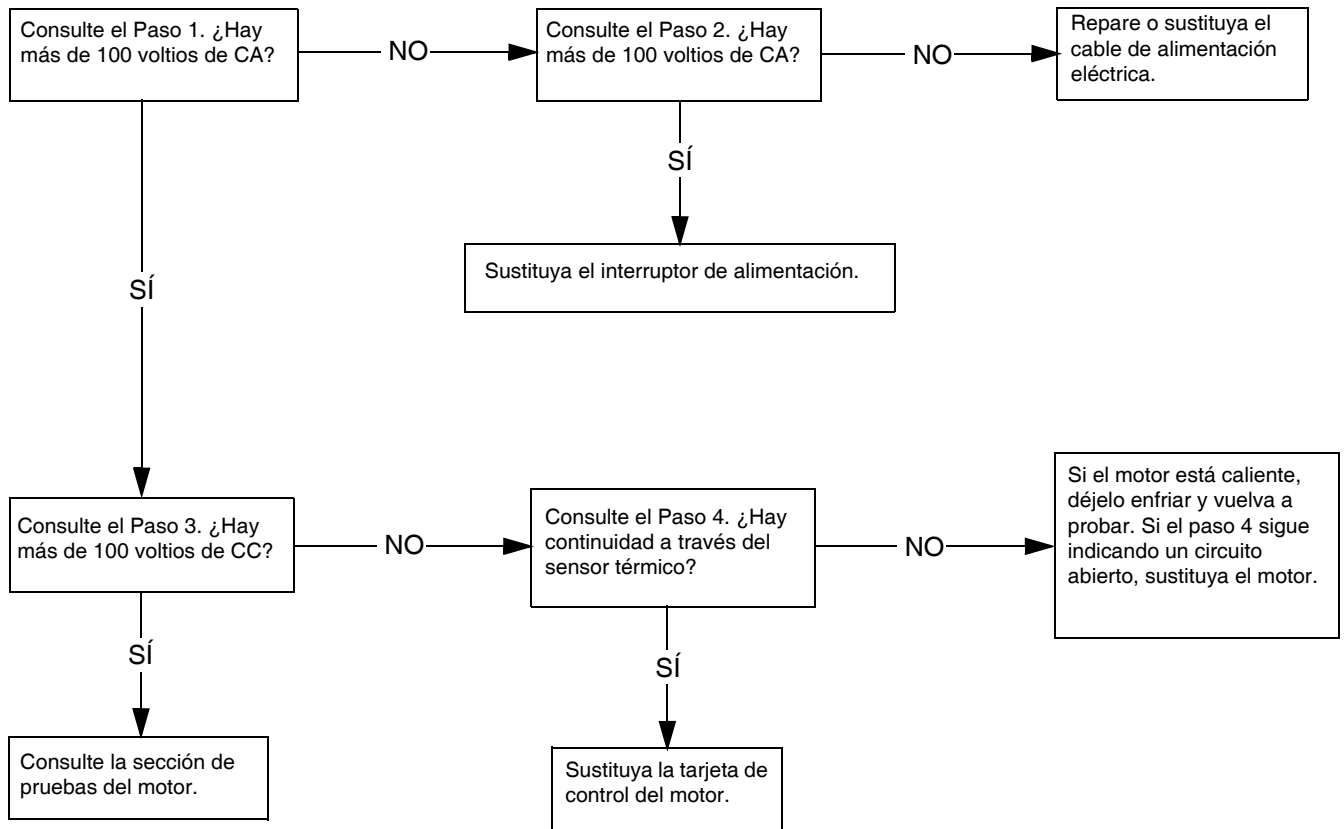 Consulte el Paso 1. ¿Hay
más de 100 voltios de CA?
NO
Consulte el Paso 2. ¿Hay
más de 100 voltios de CA?
NO
Repare o sustituya el
cable de alimentación
eléctrica.
SÍ
Sustituya el interruptor de alimentación.
SÍ
Consulte el Paso 3. ¿Hay
más de 100 voltios de CC?
NO
Consulte el Paso 4. ¿Hay
continuidad a través del
sensor térmico?
NO
Si el motor está caliente,
déjelo enfriar y vuelva a
probar. Si el paso 4 sigue
indicando un circuito
abierto, sustituya el motor.
SÍ
Consulte la sección de
pruebas del motor.
SÍ
Sustituya la tarjeta de
control del motor.